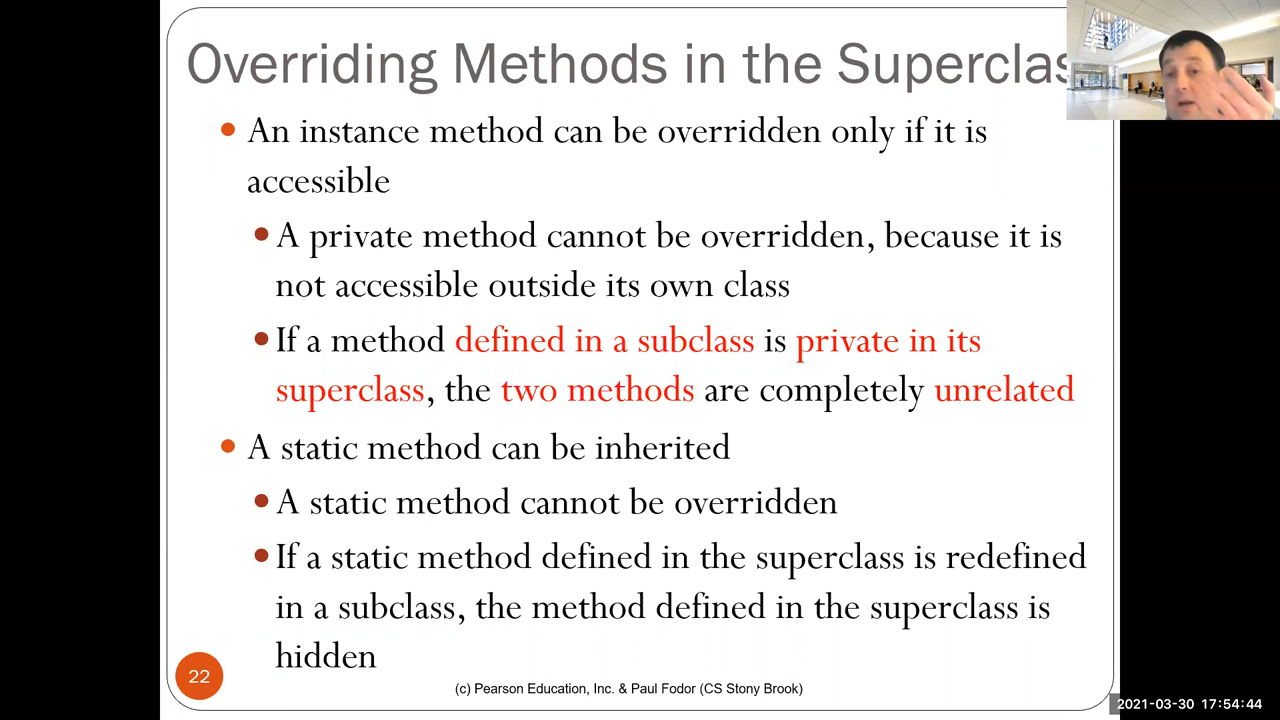 Overriding Methods in the Superclas
• An instance method can be overridden only if it is
accessible
• A private method cannot be overridden, because it is
not accessible outside its own class
• If a method defined in a subclass is private in its
superclass, the two methods are completely unrelated
• A static method can be inherited
• A static method cannot be overridden
• If a static method defined in the superclass is redefined
in a subclass, the method defined in the superclass is
hidden
22
(c) Pearson Education, Inc. & Paul Fodor (CS Stony Brook)
2021-03-30 17:54:44